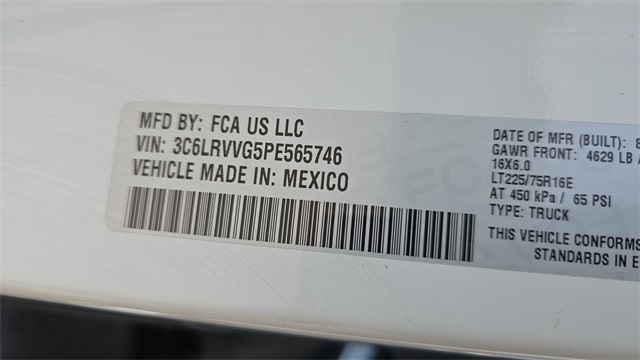 MFD BY: FCA US LLC
VIN: 3C6LRVVG5PE565746
VEHICLE MADE IN: MEXICO
DATE OF MFR (BUILT): 8
GAWR FRONT: 4629 LB
16X6.0
LT225/75R16E
AT 450 kPa / 65 PSI
TYPE: TRUCK
THIS VEHICLE CONFORMS
STANDARDS IN E